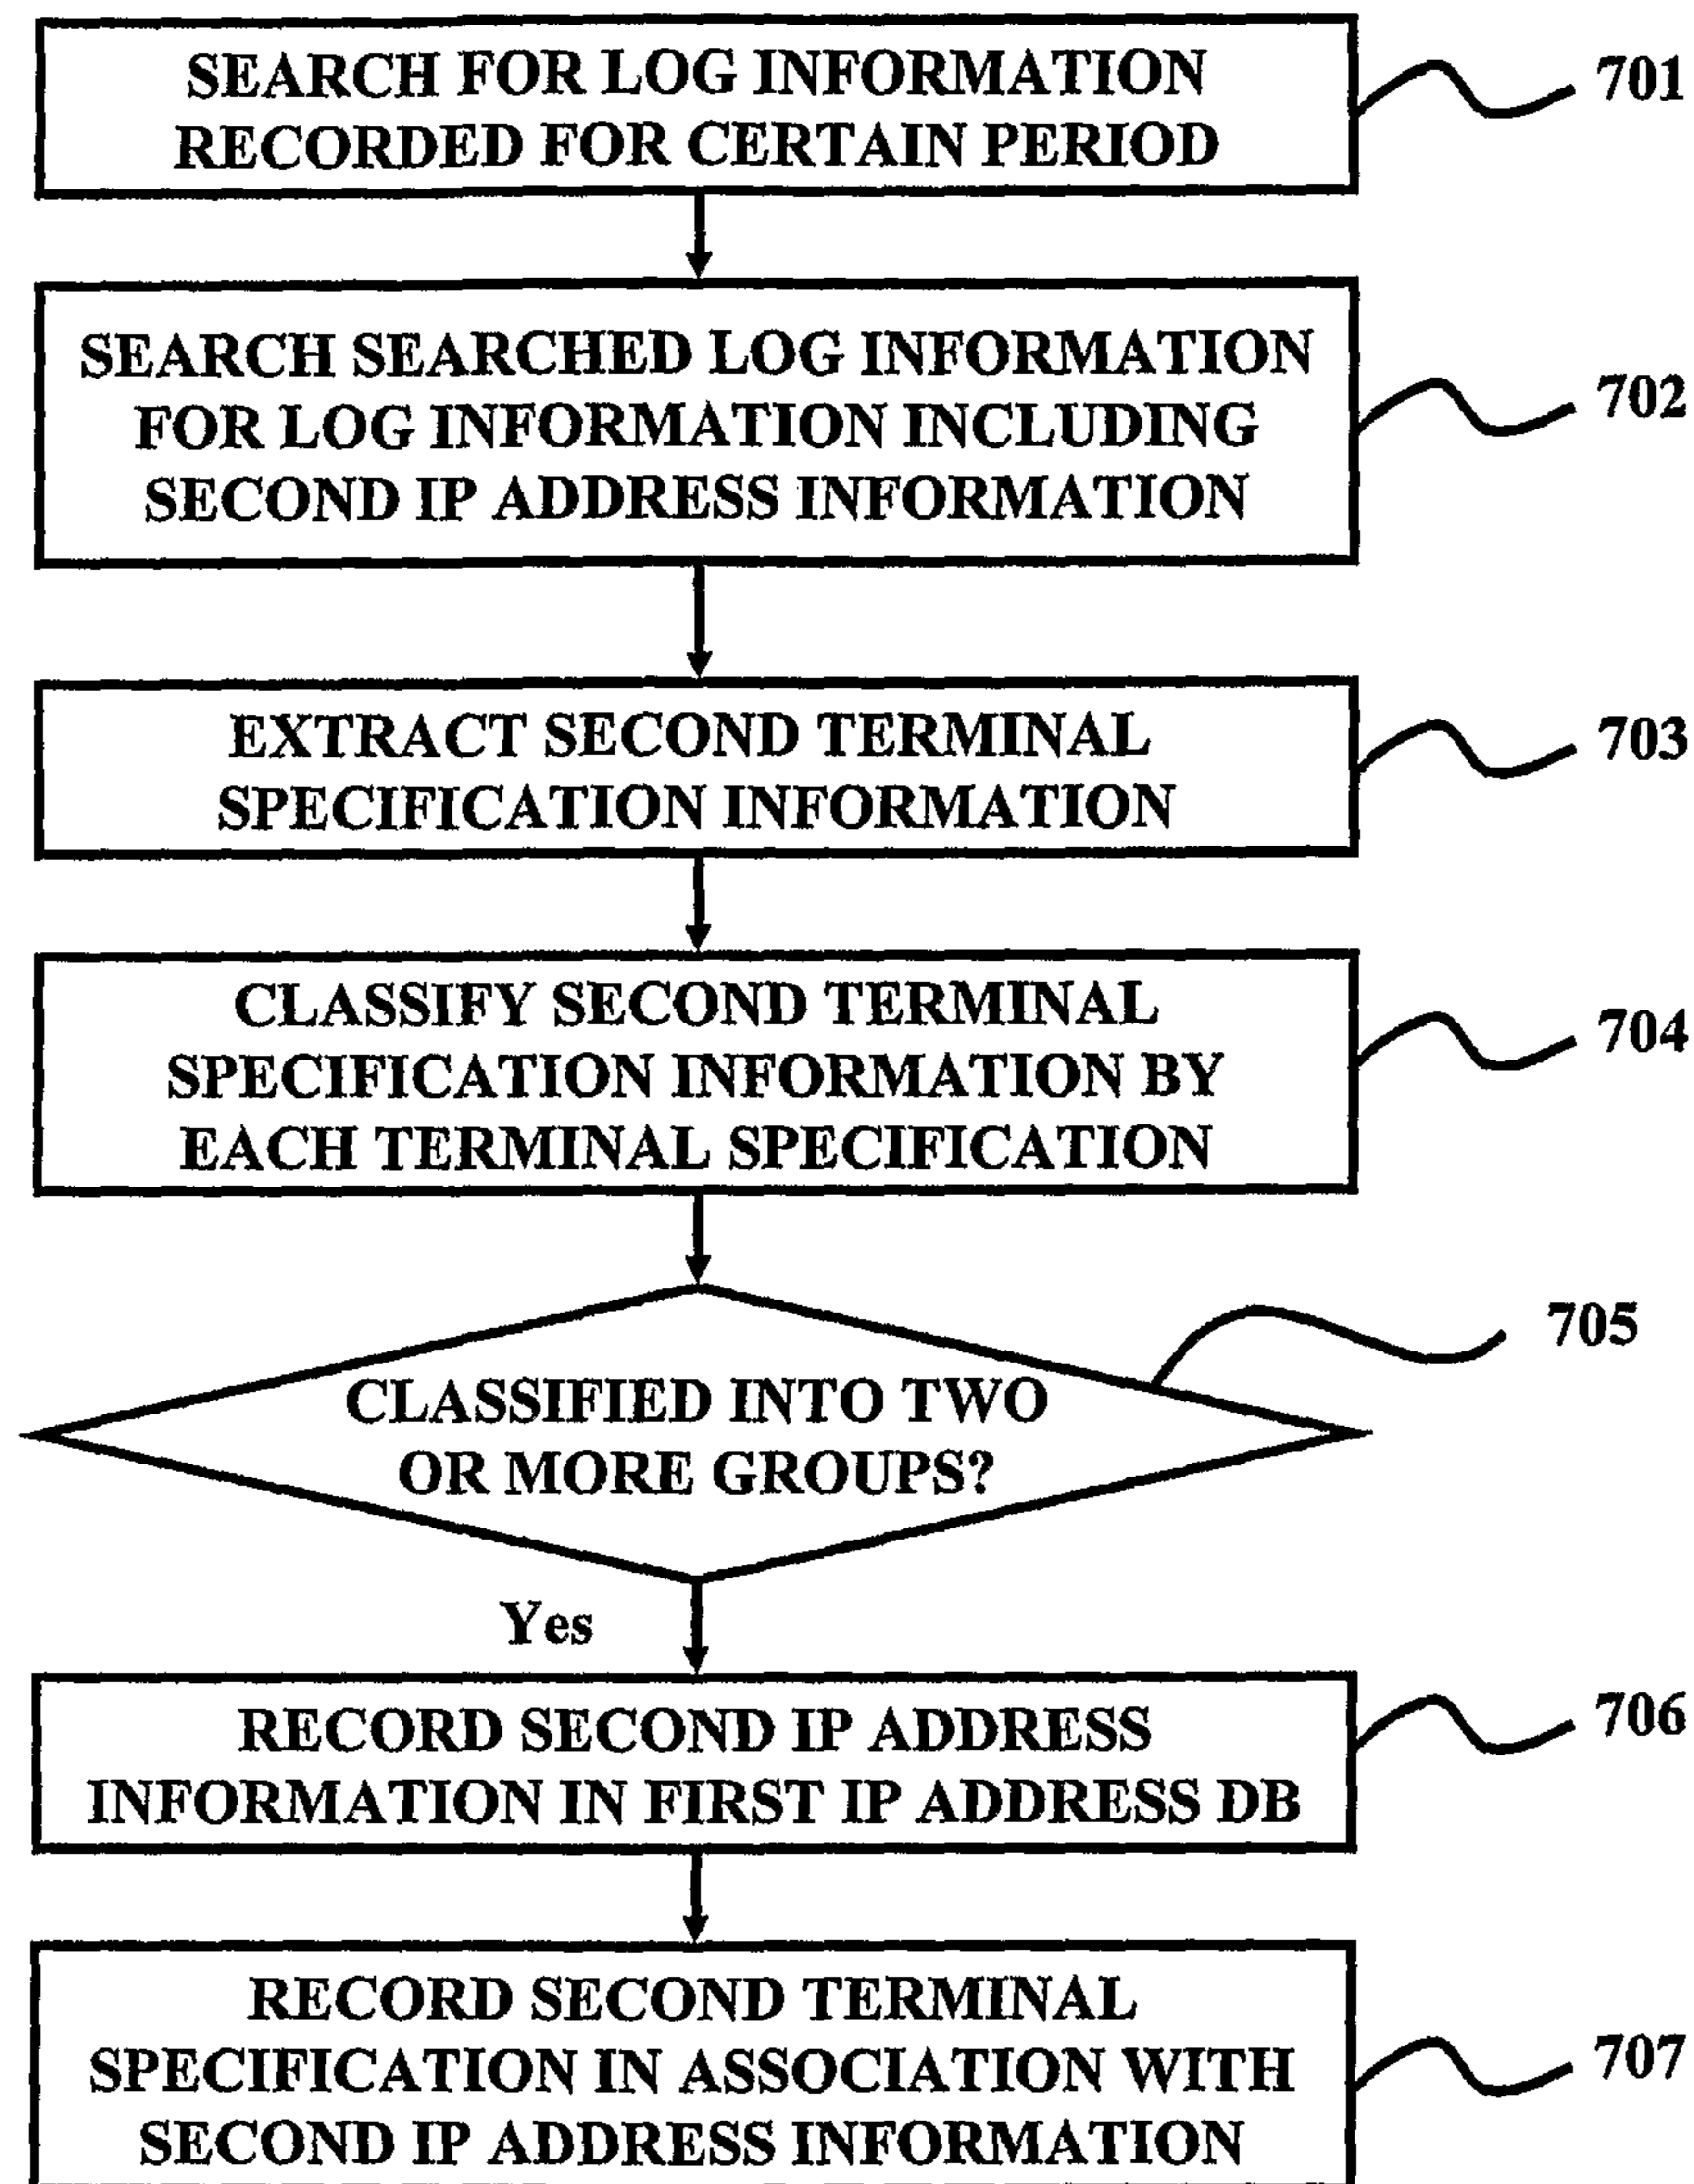 SEARCH FOR LOG INFORMATION
RECORDED FOR CERTAIN PERIOD
701
SEARCH SEARCHED LOG INFORMATION
FOR LOG INFORMATION INCLUDING
SECOND IP ADDRESS INFORMATION
702
EXTRACT SECOND TERMINAL
SPECIFICATION INFORMATION
703
CLASSIFY SECOND TERMINAL
SPECIFICATION INFORMATION BY
EACH TERMINAL SPECIFICATION
704
CLASSIFIED INTO TWO
OR MORE GROUPS?
705
Yes
RECORD SECOND IP ADDRESS
INFORMATION IN FIRST IP ADDRESS DB
706
RECORD SECOND TERMINAL
SPECIFICATION IN ASSOCIATION WITH
SECOND IP ADDRESS INFORMATION
707